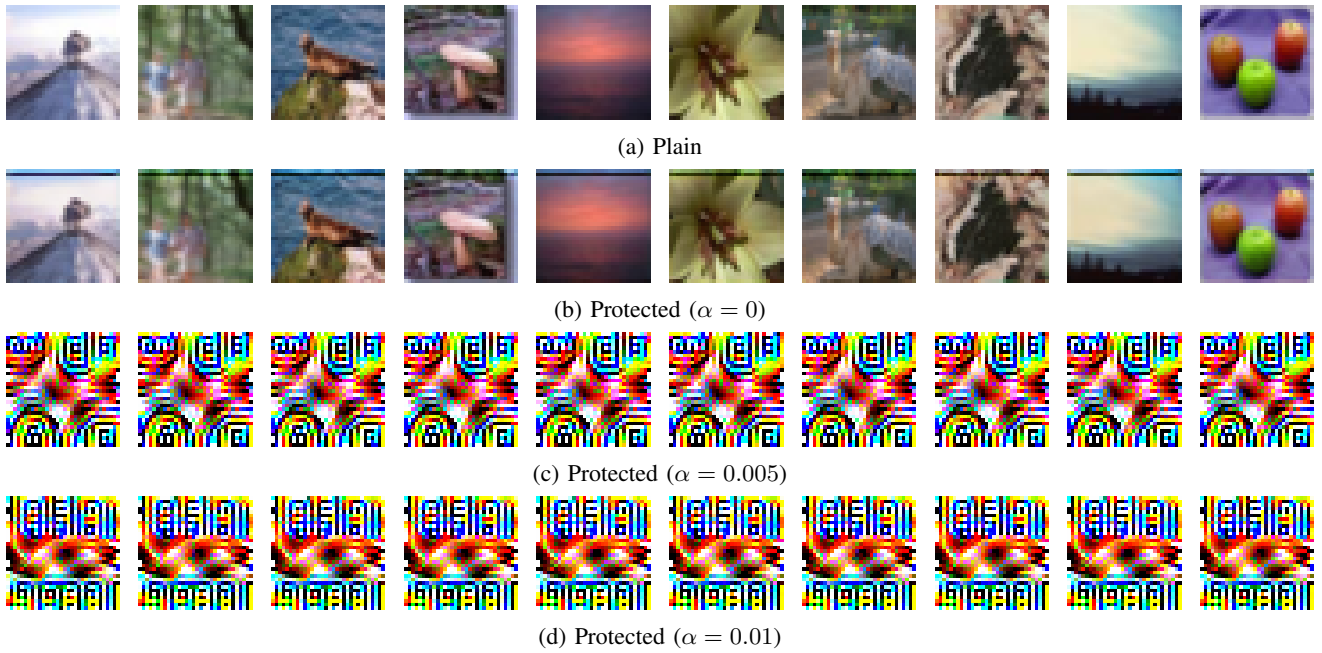 (a) Plain
(b) Protected (α = 0)
(c) Protected (α = 0.005)
(d) Protected (α = 0.01)